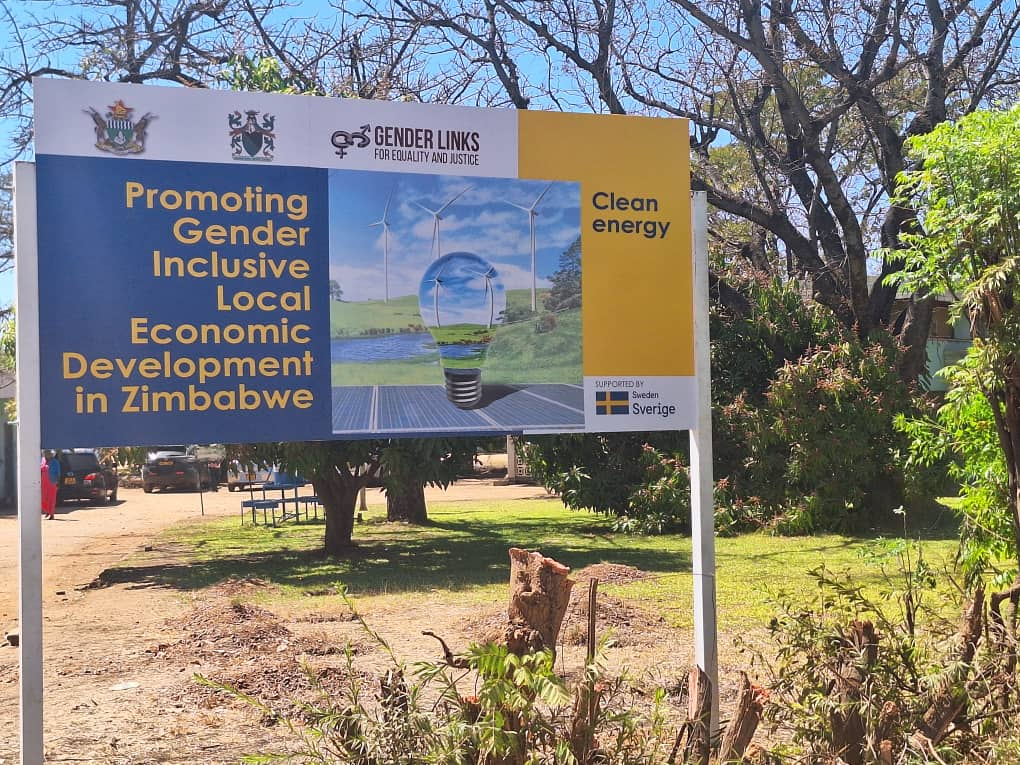 GENDER LINKS
FOR EQUALITY AND JUSTICE
Promoting
Gender
Inclusive
Local
Economic
Development
in Zimbabwe
Clean
energy
SUPPORTED BY
Sweden
Sverige